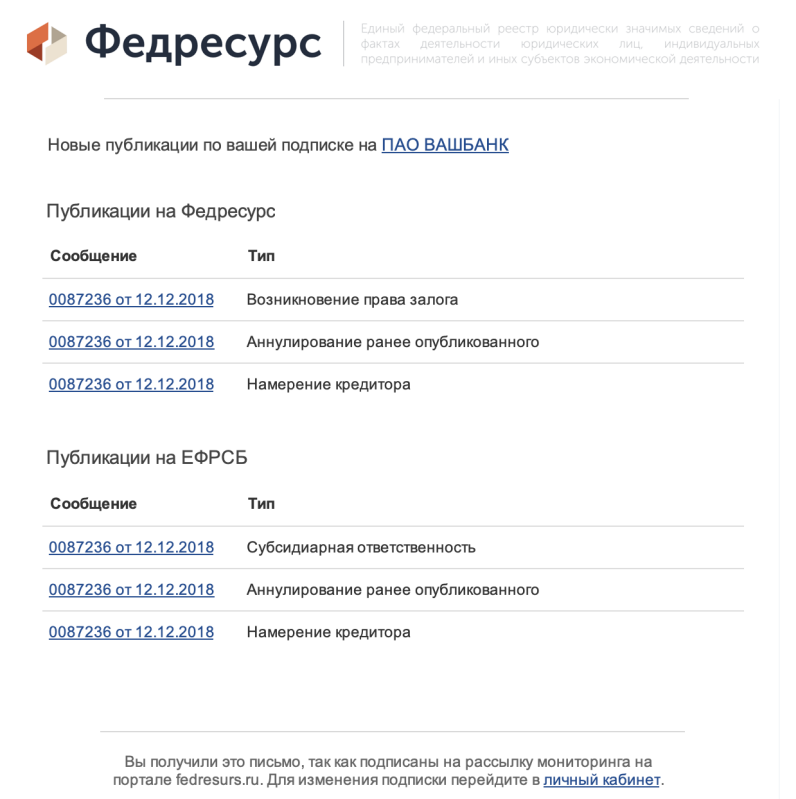 Федресурс
Единый федеральный реестр юридически значимых сведений о
фактах деятельности юридических лиц, индивидуальных
предпринимателей и иных субъектов экономической деятельности
Новые публикации по вашей подписке на ПАО ВАШБАНК
Публикации на Федресурс
Сообщение Тип
0087236 от 12.12.2018 Возникновение права залога
0087236 от 12.12.2018 Аннулирование ранее опубликованного
0087236 от 12.12.2018 Намерение кредитора
Публикации на ЕФРСБ
Сообщение Тип
0087236 от 12.12.2018 Субсидиарная ответственность
0087236 от 12.12.2018 Аннулирование ранее опубликованного
0087236 от 12.12.2018 Намерение кредитора
Вы получили это письмо, так как подписаны на рассылку мониторинга на
портале fedresurs.ru. Для изменения подписки перейдите в личный кабинет.